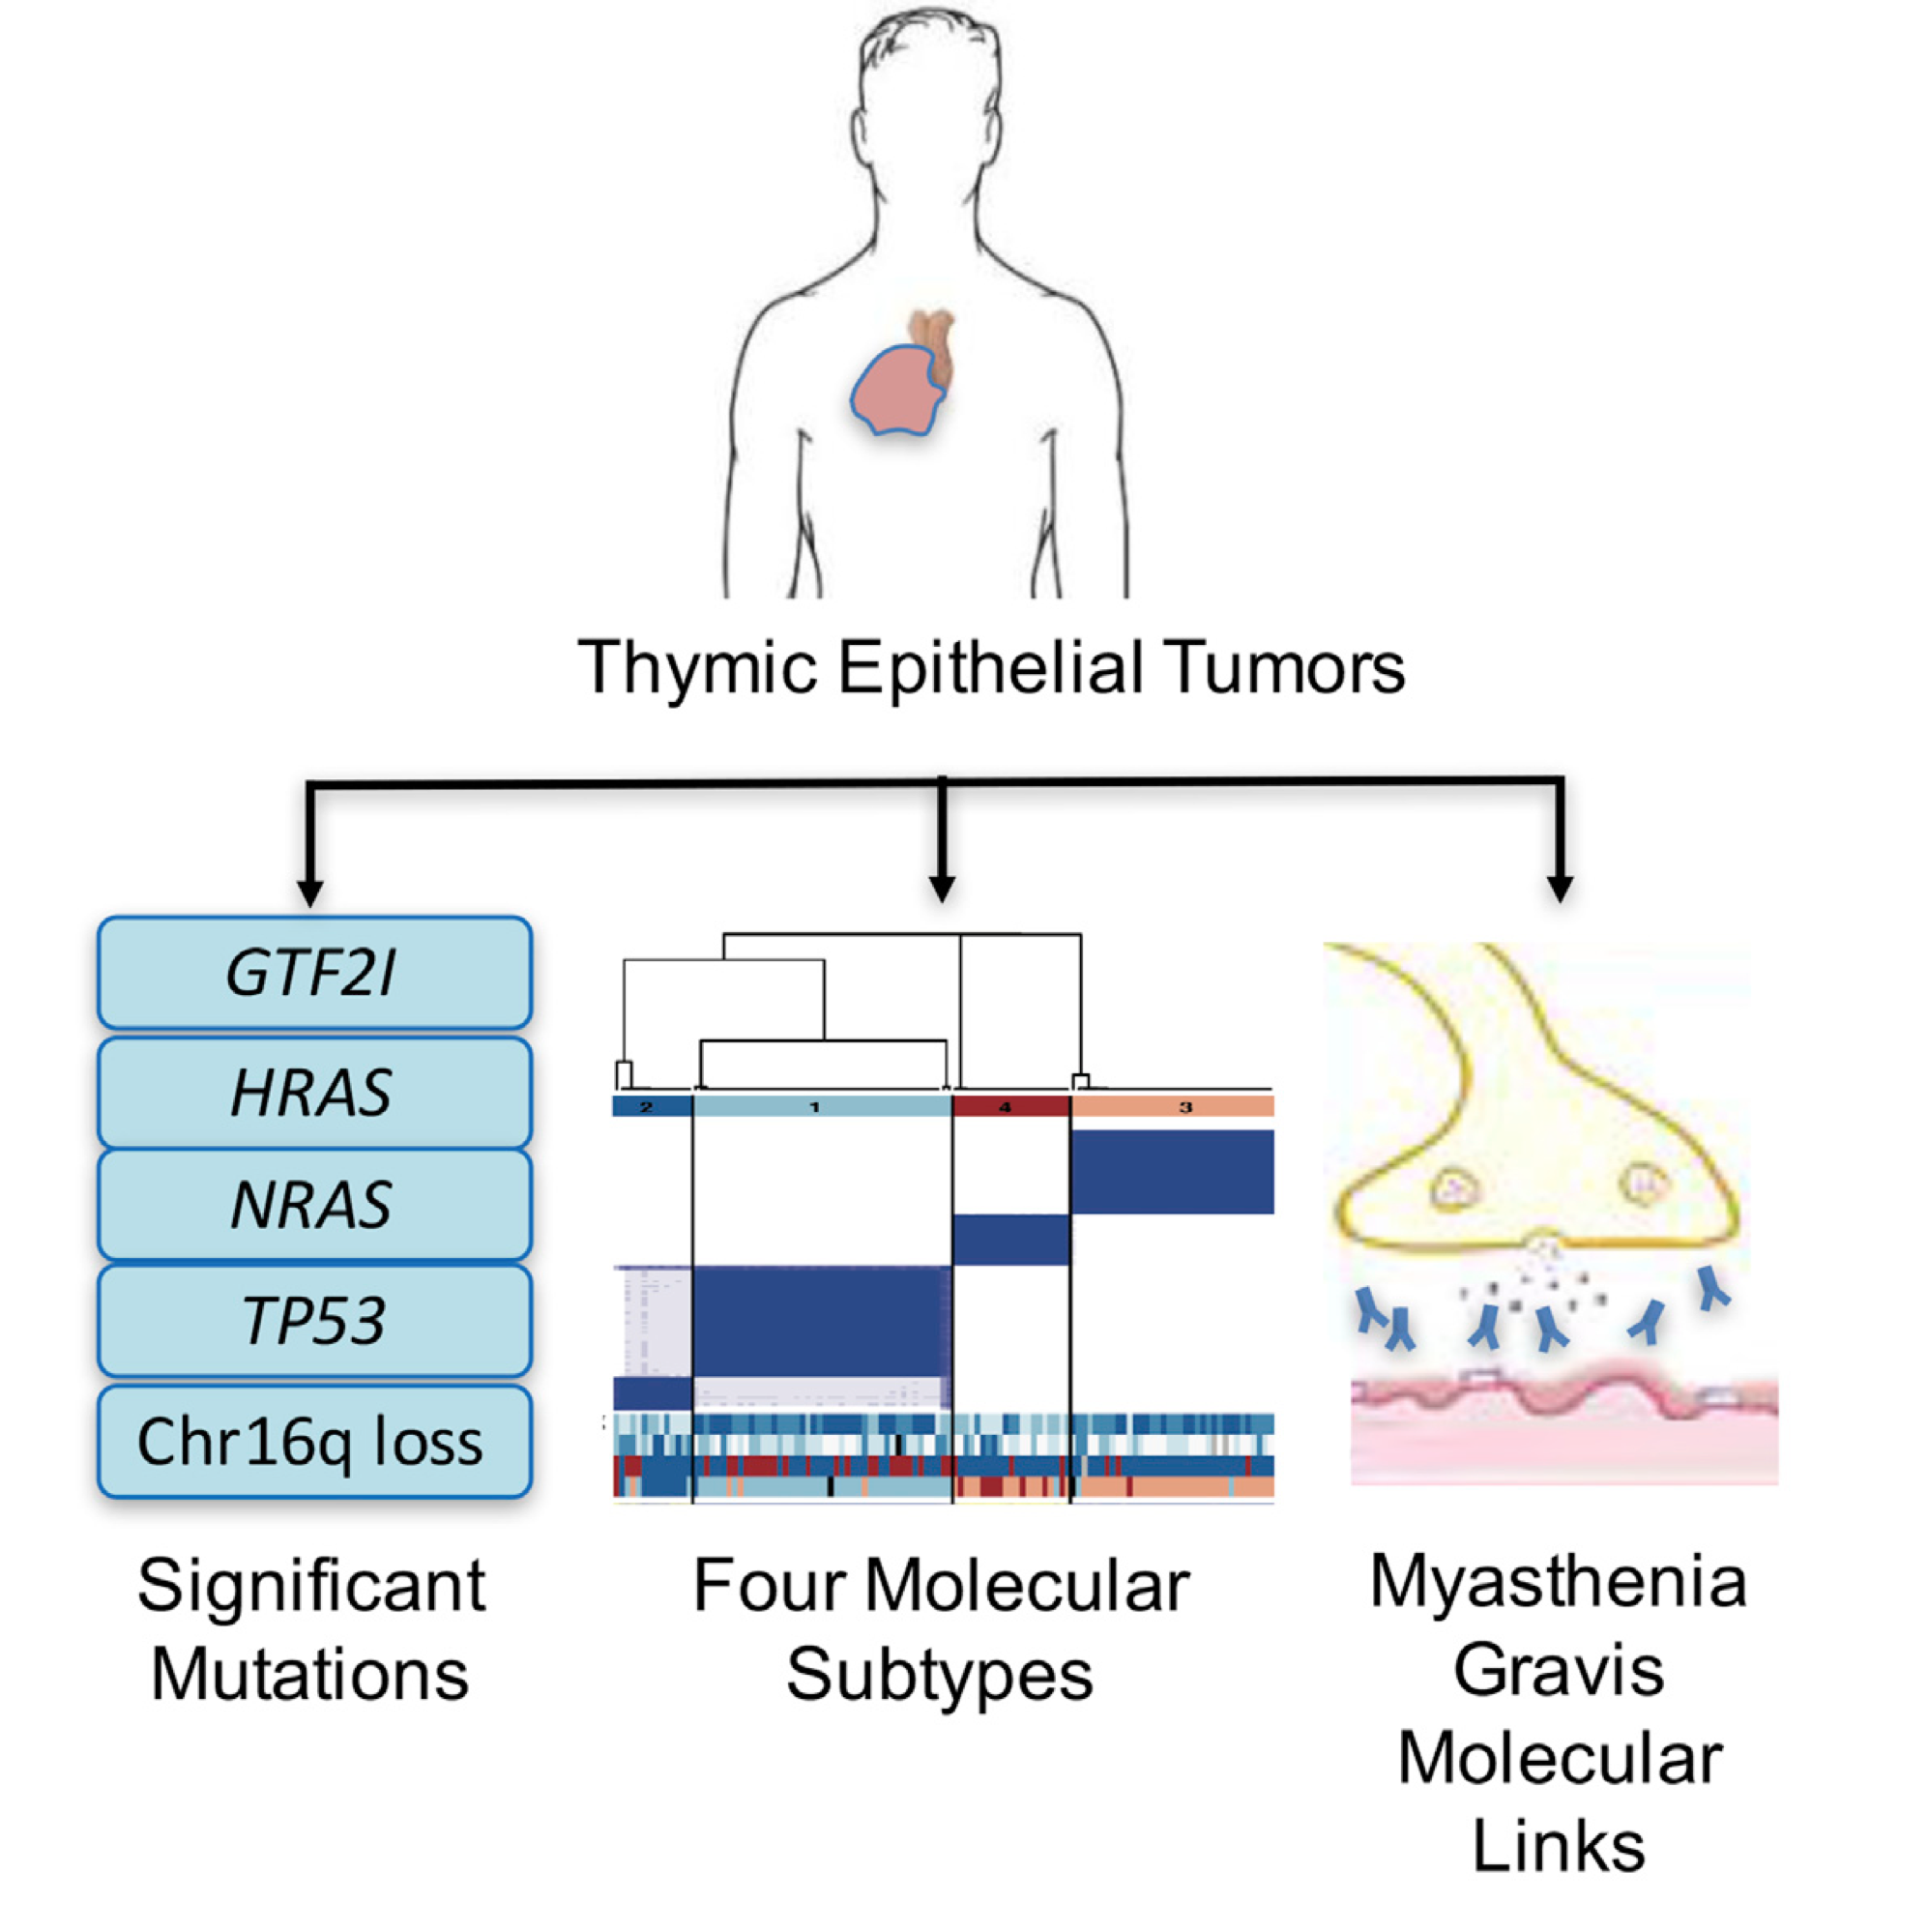 Thymic Epithelial Tumors
GTF2I
HRAS
NRAS
TP53
Chr16q loss
2 1 4 3
Significant
Mutations
Four Molecular
Subtypes
Myasthenia
Gravis
Molecular
Links